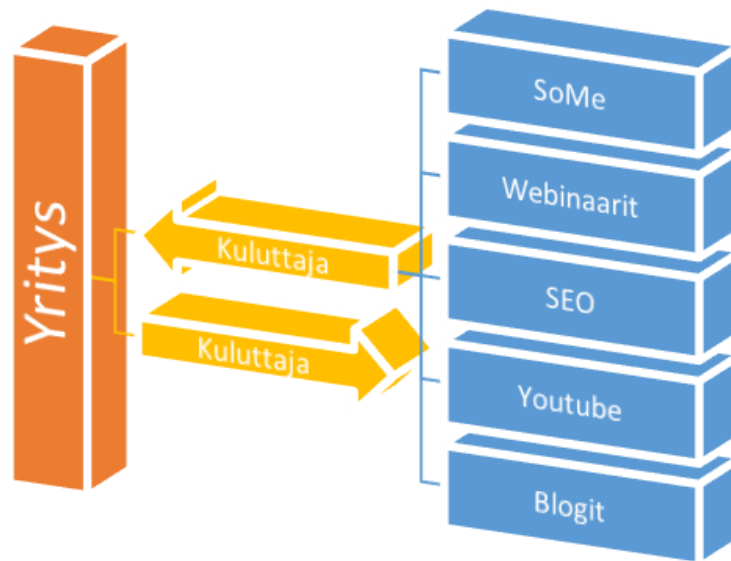 Yritys
Kuluttaja
Kuluttaja
SoMe
Webinaarit
SEO
Youtube
Blogit